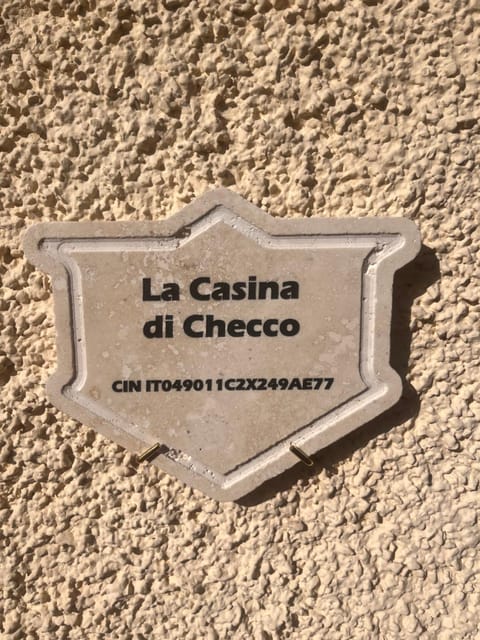 La Casina
di Checco
CIN IT049011C2X249AE77